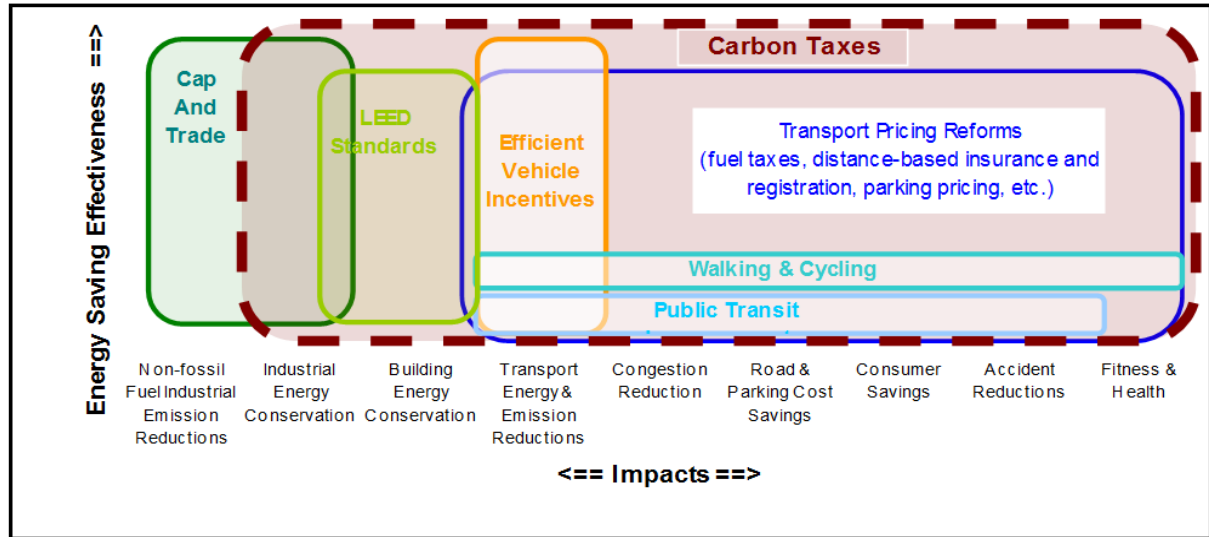 Energy Saving Effectiveness ==>
Carbon Taxes
Cap
And
Trade
LEED
Standards
Efficient
Vehicle
Incentives
Transport Pricing Reforms
(fuel taxes, distance-based insurance and
registration, parking pricing, etc.)
Walking & Cycling
Public Transit
Non-fossil
Fuel Industrial
Emission
Reductions
Industrial
Energy
Conservation
Building
Energy
Conservation
Transport
Energy &
Emission
Reductions
Congestion
Reduction
Road &
Parking Cost
Savings
Consumer
Savings
Accident
Reductions
Fitness &
Health
<== Impacts ==>